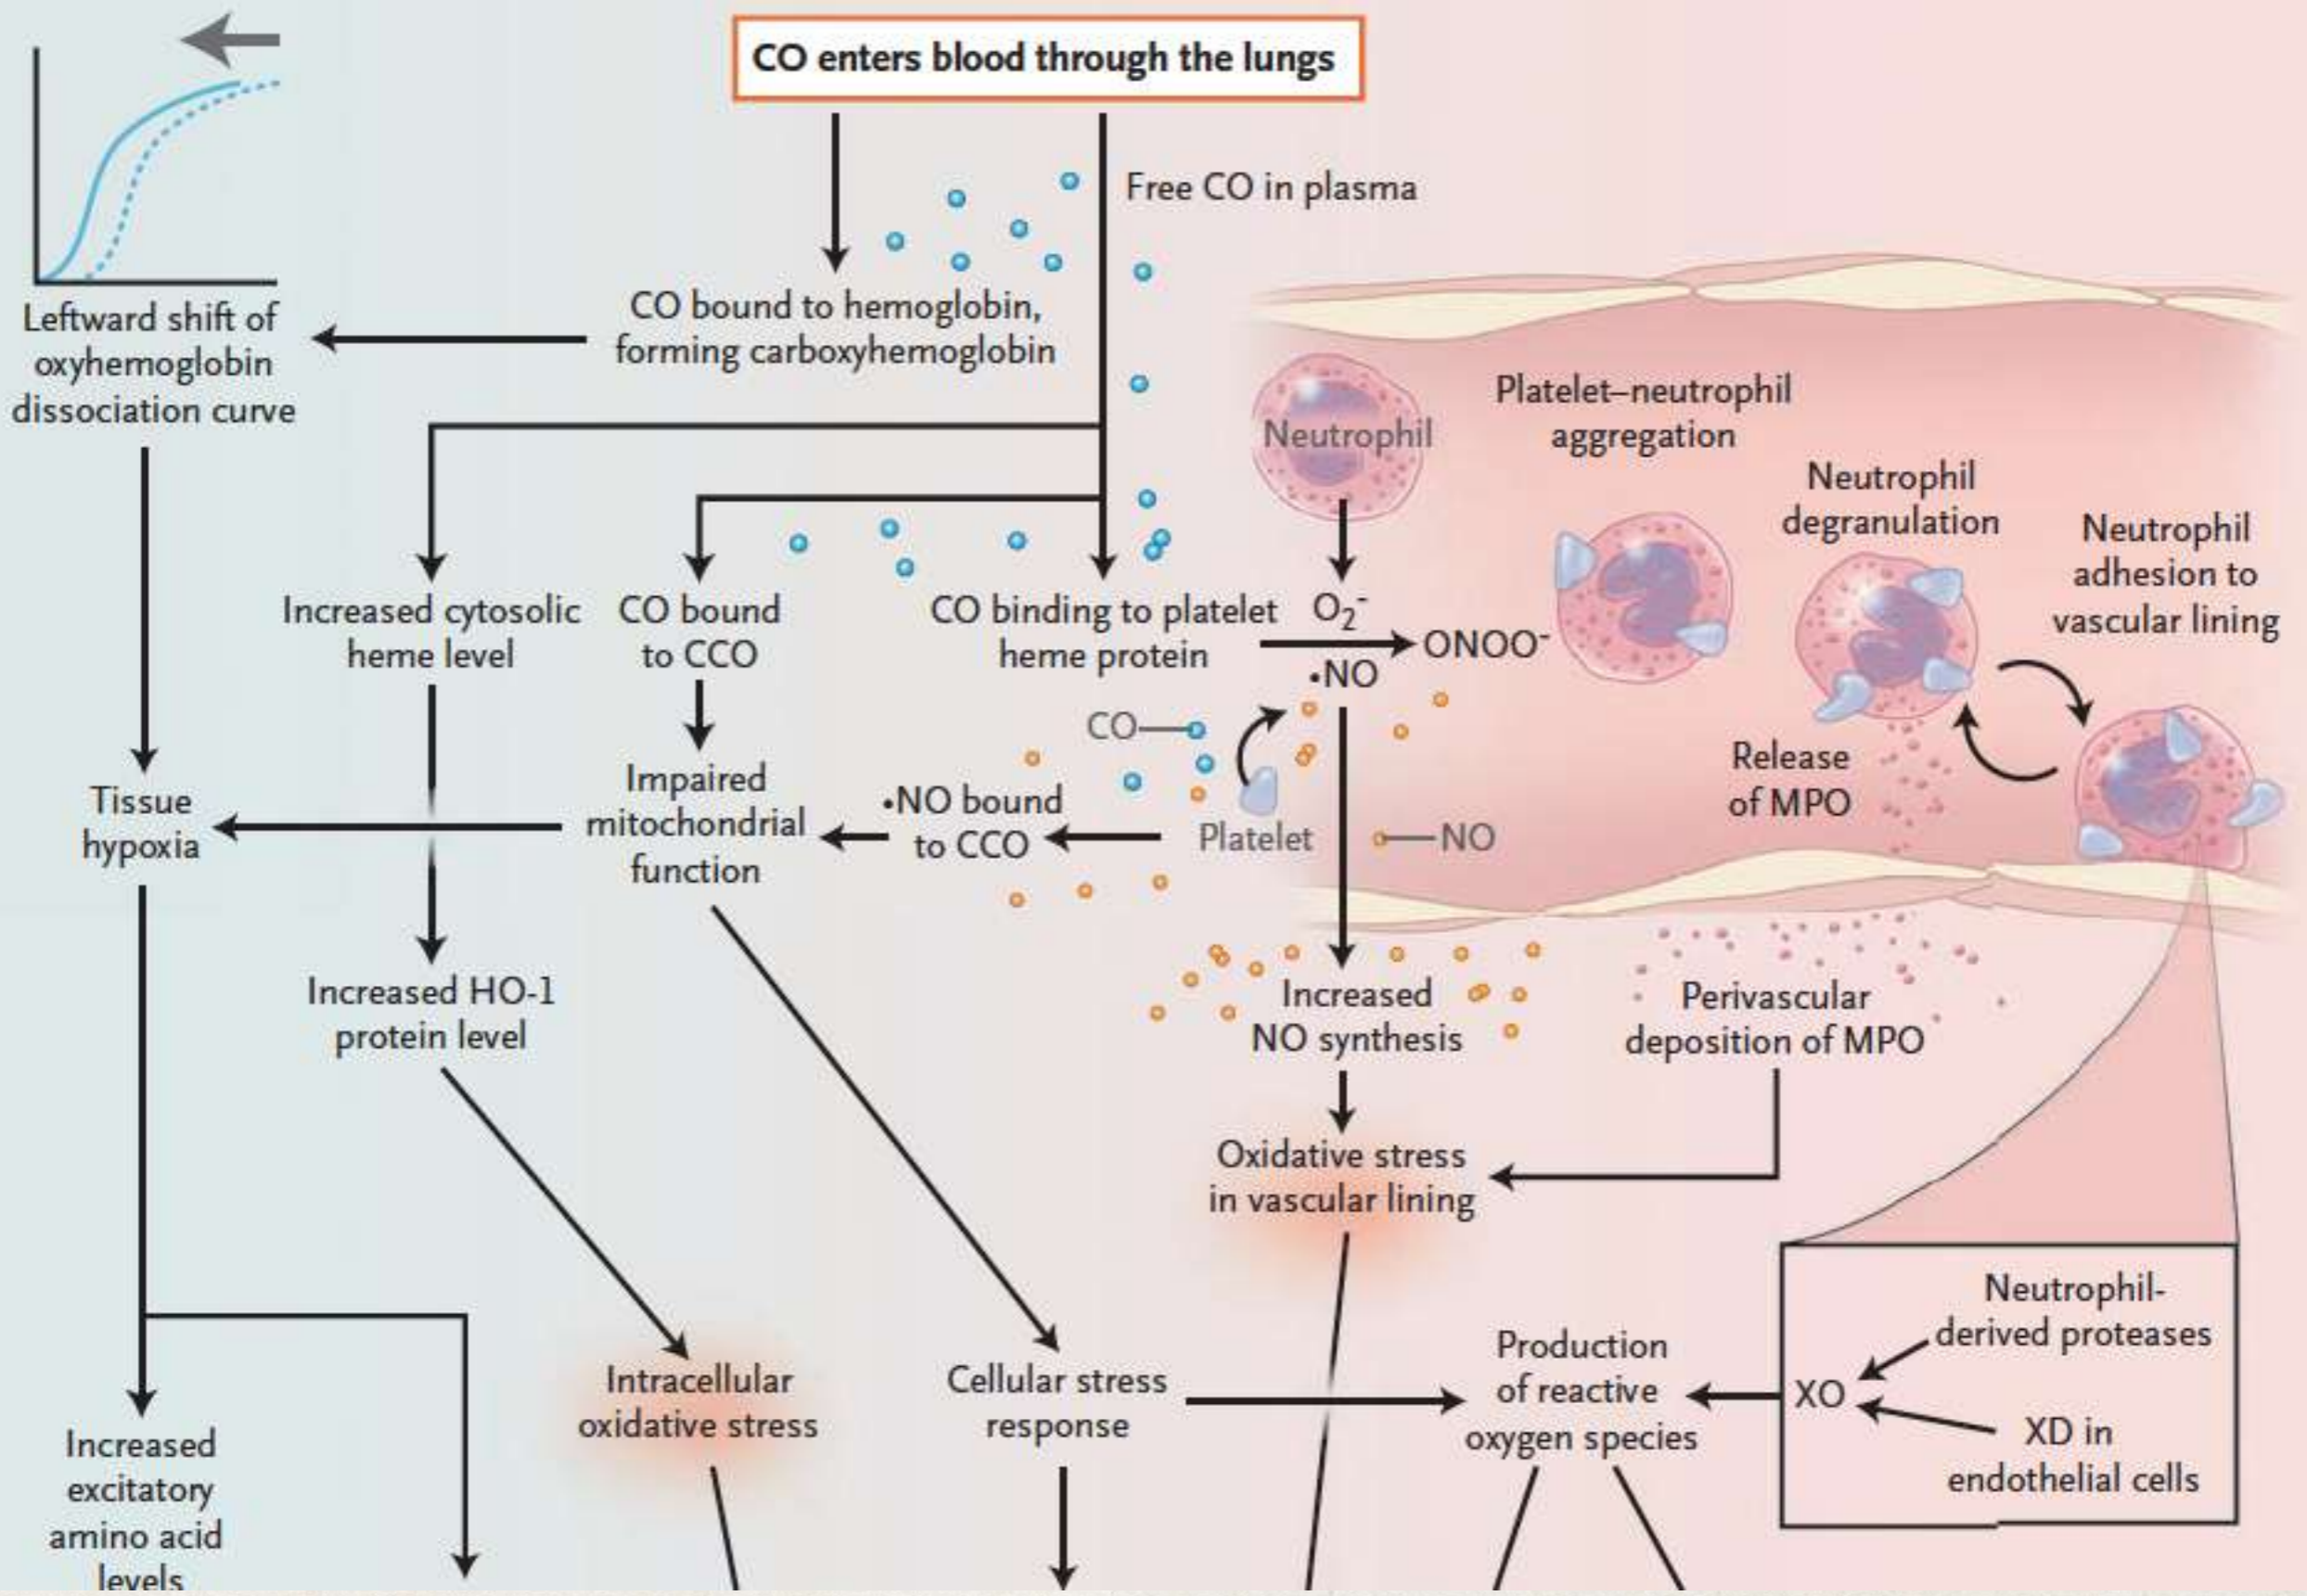 CO enters blood through the lungs
Free CO in plasma
CO bound to hemoglobin,
forming carboxyhemoglobin
Leftward shift of
oxyhemoglobin
dissociation curve
Neutrophil
Platelet–neutrophil
aggregation
Neutrophil
degranulation
Neutrophil
adhesion to
vascular lining
Increased cytosolic
heme level
CO bound
to CCO
CO binding to platelet
heme protein
O₂⁻
•NO
ONOO⁻
CO
Platelet
NO
Release
of MPO
Tissue
hypoxia
Impaired
mitochondrial
function
•NO bound
to CCO
Increased HO-1
protein level
Increased
NO synthesis
Perivascular
deposition of MPO
Oxidative stress
in vascular lining
Intracellular
oxidative stress
Cellular stress
response
Production
of reactive
oxygen species
XO
Neutrophil-
derived proteases
XD in
endothelial cells
Increased
excitatory
amino acid
levels